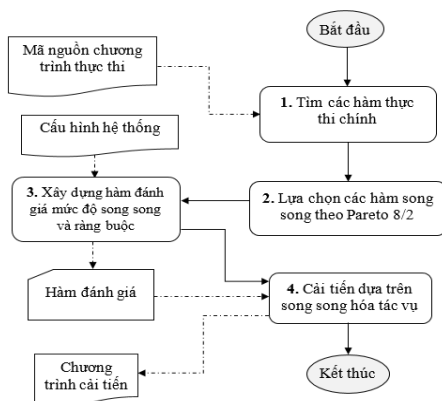 Bắt đầu
Mã nguồn chương
trình thực thi
1. Tìm các hàm thực
thi chính
Cấu hình hệ thống
2. Lựa chọn các hàm song
song theo Pareto 8/2
3. Xây dựng hàm đánh
giá mức độ song song
và ràng buộc
Hàm đánh giá
4. Cải tiến dựa trên
song song hóa tác vụ
Chương
trình cải tiến
Kết thúc